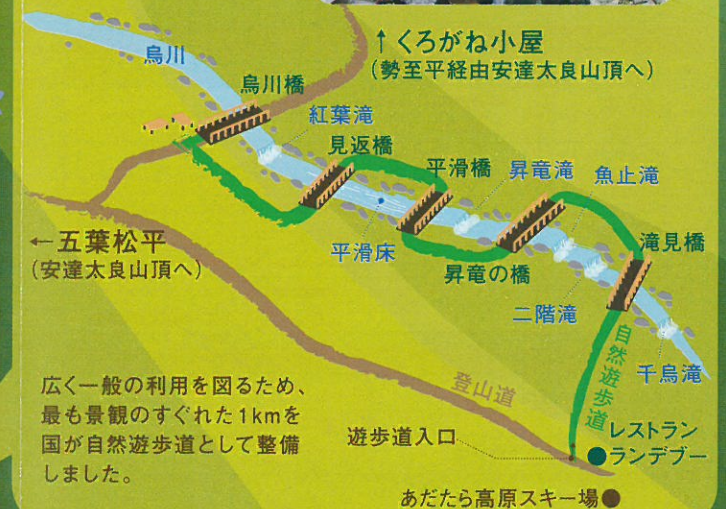 ↑くろがね小屋
(勢至平経由安達太良山頂へ)
烏川
烏川橋
紅葉滝
見返橋
平滑橋
昇竜滝
魚止滝
滝見橋
←五葉松平
(安達太良山頂へ)
平滑床
昇竜の橋
二階滝
千鳥滝
自然遊歩道
登山道
広く一般の利用を図るため、
最も景観のすぐれた1kmを
国が自然遊歩道として整備
しました。
遊歩道入口
レストラン
●ランデブー
あだたら高原スキー場●